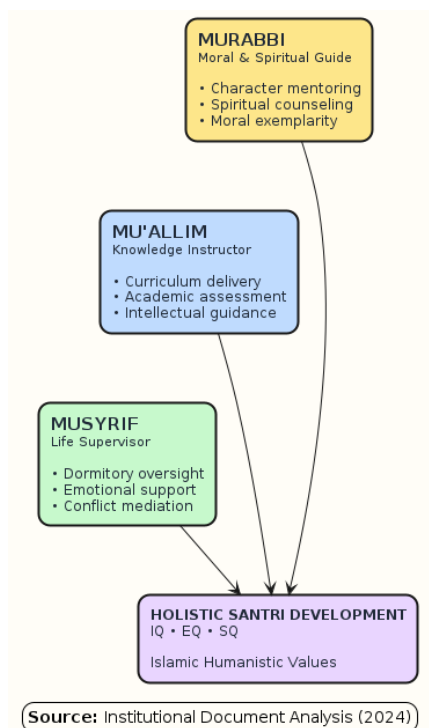 MURABBI
Moral & Spiritual Guide
• Character mentoring
• Spiritual counseling
• Moral exemplarity
MU'ALLIM
Knowledge Instructor
• Curriculum delivery
• Academic assessment
• Intellectual guidance
MUSYRIF
Life Supervisor
• Dormitory oversight
• Emotional support
• Conflict mediation
HOLISTIC SANTRI DEVELOPMENT
IQ • EQ • SQ
Islamic Humanistic Values
Source: Institutional Document Analysis (2024)